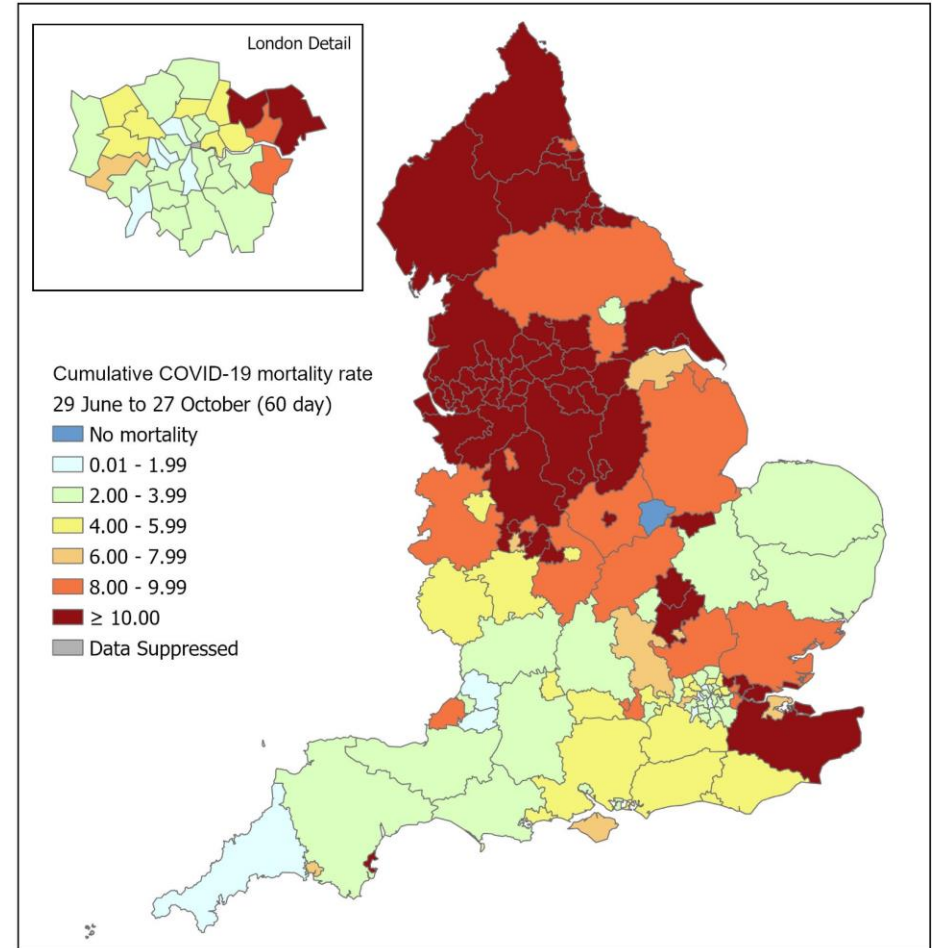 London Detail
Cumulative COVID-19 mortality rate
29 June to 27 October (60 day)
No mortality
0.01 - 1.99
2.00 - 3.99
4.00 - 5.99
6.00 - 7.99
8.00 - 9.99
≥ 10.00
Data Suppressed